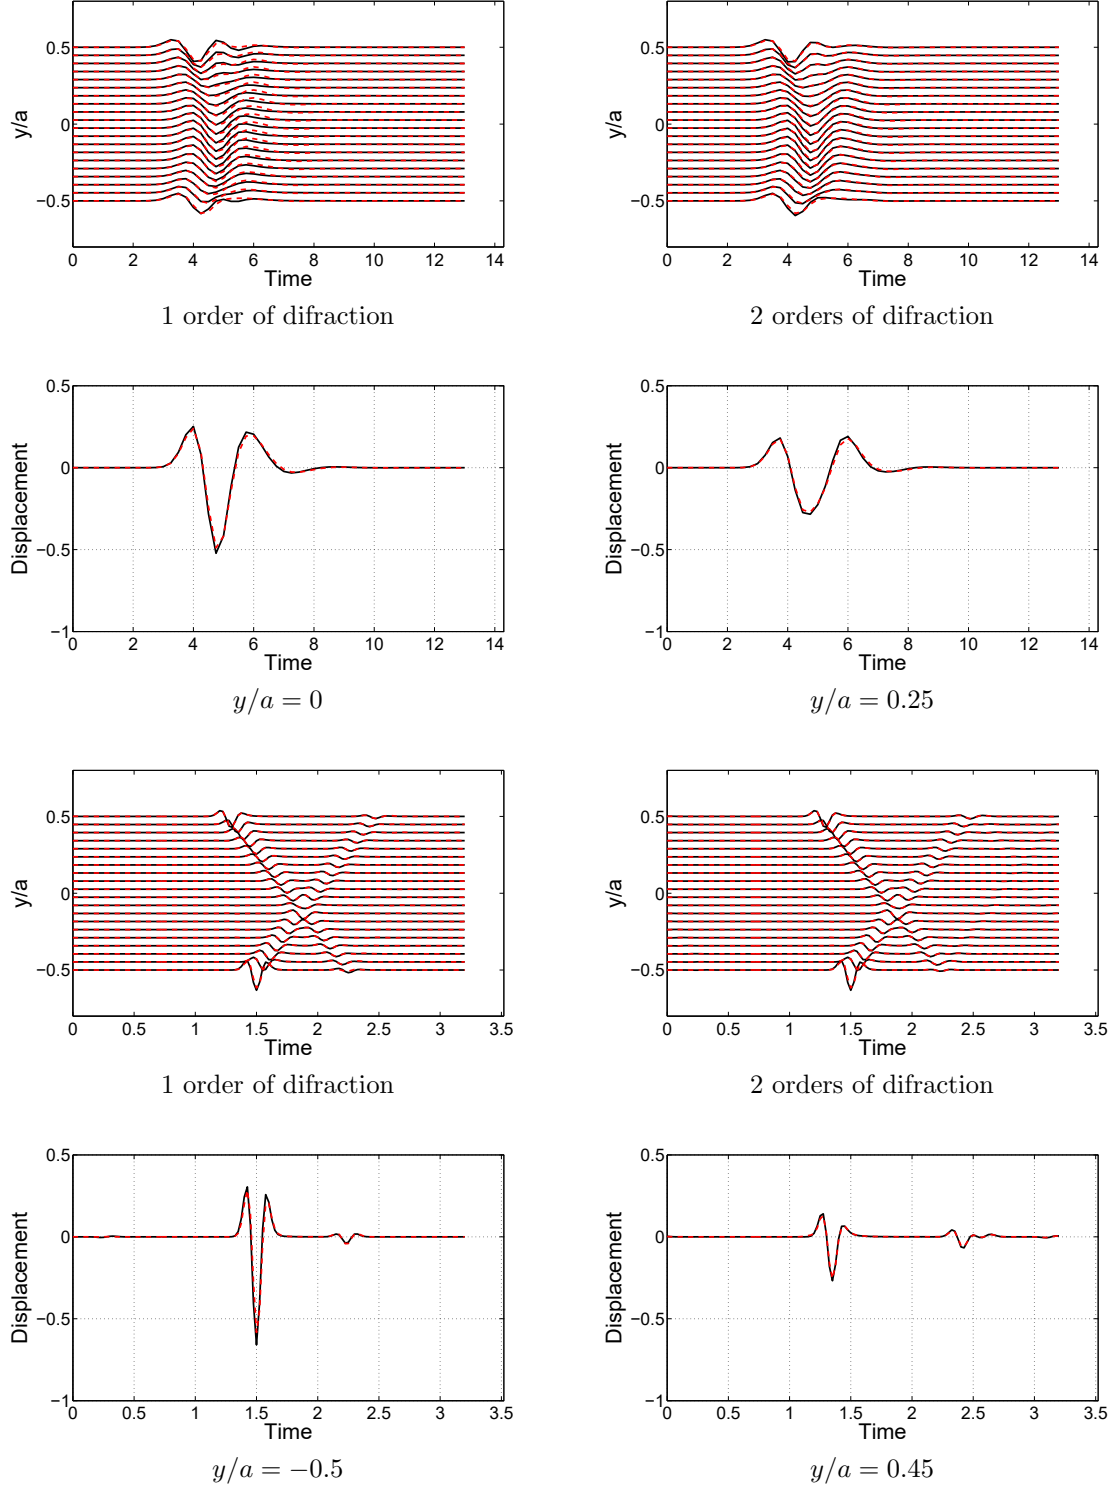 0.5
0
−0.5
y/a
0 2 4 6 8 10 12 14
Time
1 order of difraction
0.5
0
−0.5
y/a
0 2 4 6 8 10 12 14
Time
2 orders of difraction
0.5
0
−0.5
−1
Displacement
0 2 4 6 8 10 12 14
Time
y/a = 0
0.5
0
−0.5
−1
Displacement
0 2 4 6 8 10 12 14
Time
y/a = 0.25
0.5
0
−0.5
y/a
0 0.5 1 1.5 2 2.5 3 3.5
Time
1 order of difraction
0.5
0
−0.5
y/a
0 0.5 1 1.5 2 2.5 3 3.5
Time
2 orders of difraction
0.5
0
−0.5
−1
Displacement
0 0.5 1 1.5 2 2.5 3 3.5
Time
y/a = −0.5
0.5
0
−0.5
−1
Displacement
0 0.5 1 1.5 2 2.5 3 3.5
Time
y/a = 0.45